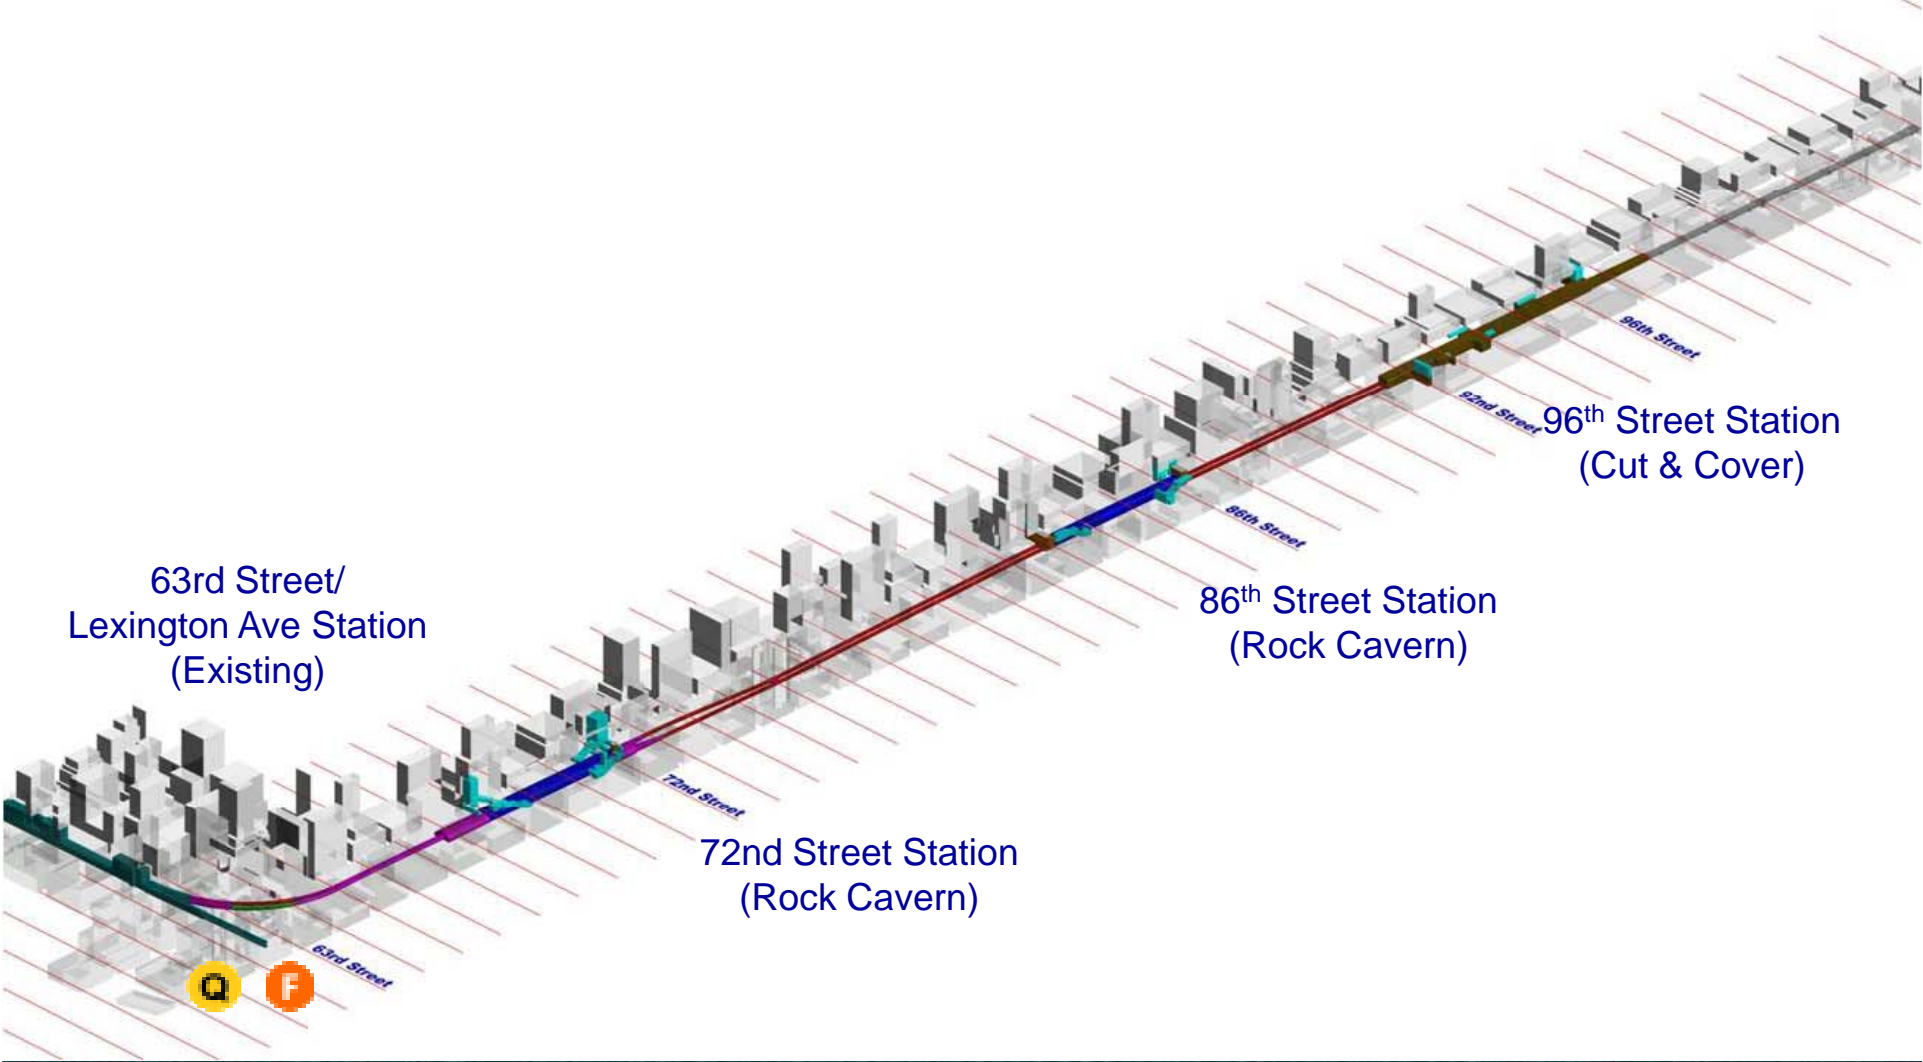 96th Street
92nd Street
96th Street Station
(Cut & Cover)
86th Street
86th Street Station
(Rock Cavern)
63rd Street/
Lexington Ave Station
(Existing)
72nd Street
72nd Street Station
(Rock Cavern)
63rd Street
Q F